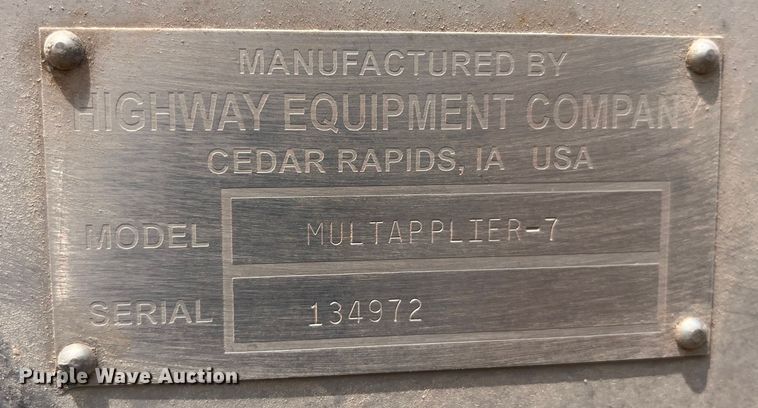 MANUFACTURED BY
HIGHWAY EQUIPMENT COMPANY
CEDAR RAPIDS, IA USA
MODEL MULTAPPLIER-7
SERIAL 134972
Purple Wave Auction